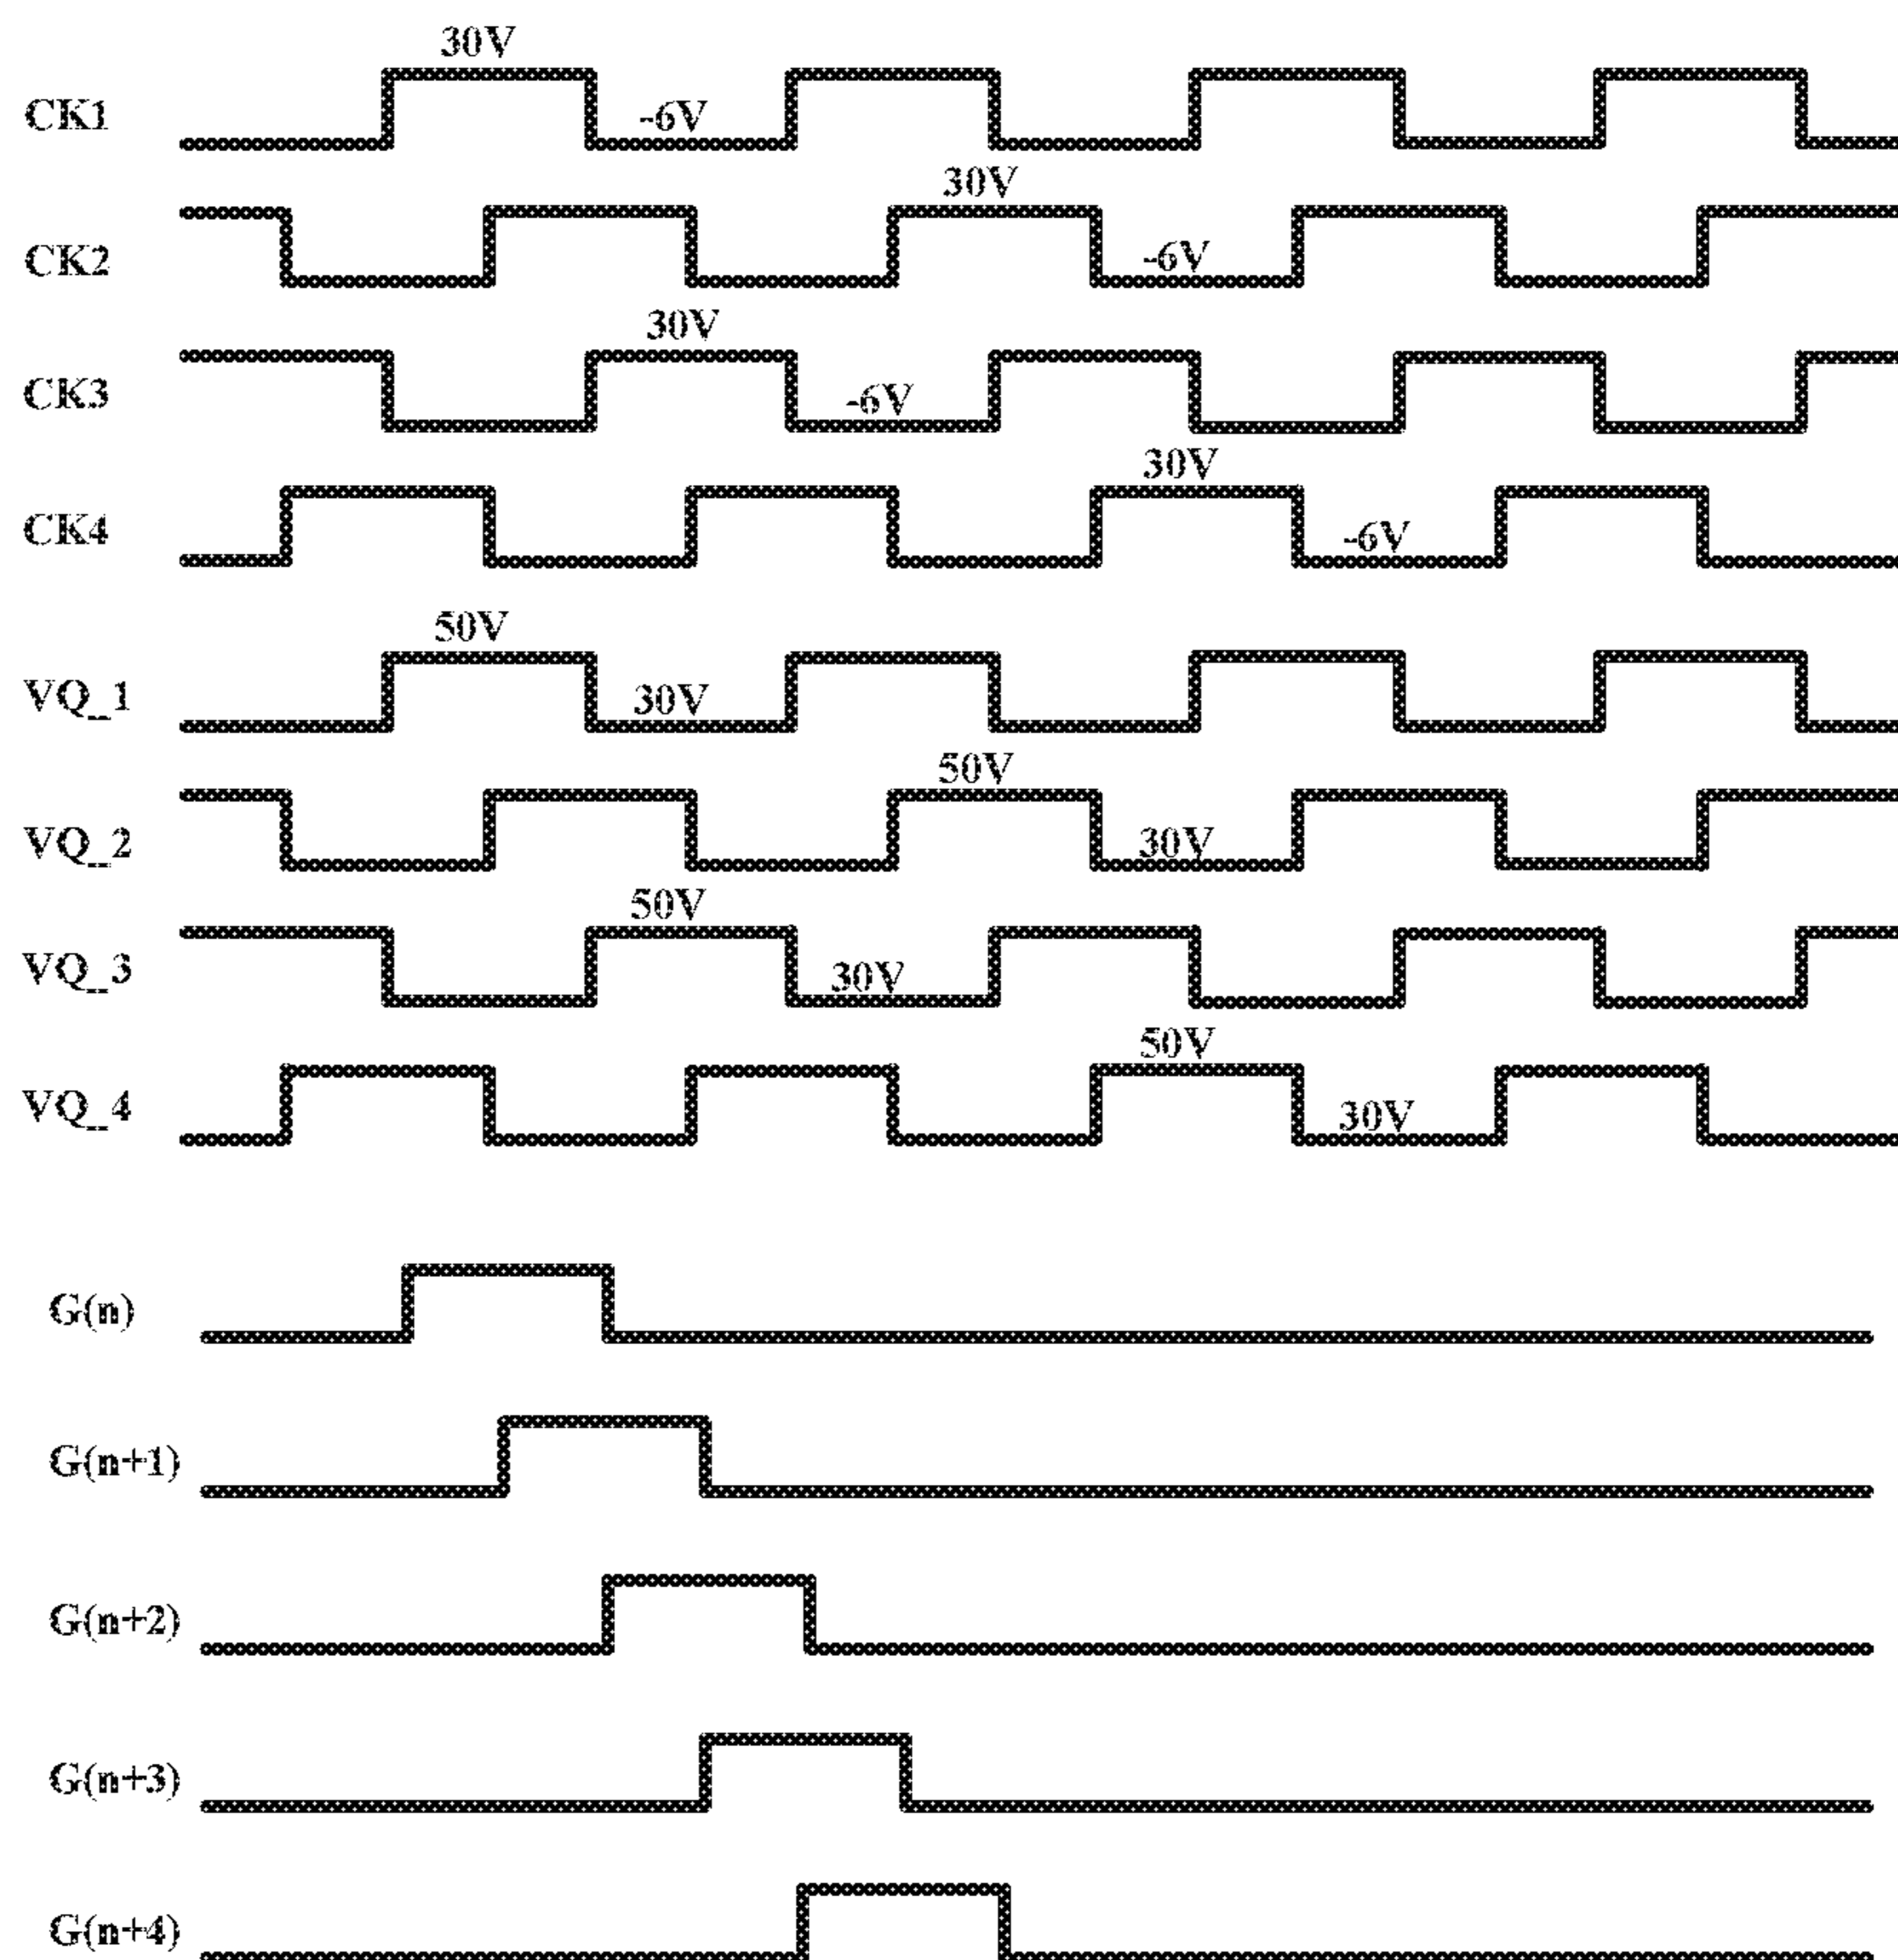 30V
CK1
-6V
30V
CK2
-6V
30V
CK3
-6V
30V
CK4
-6V
50V
VQ_1
30V
50V
VQ_2
30V
50V
VQ_3
30V
50V
VQ_4
30V
G(n)
G(n+1)
G(n+2)
G(n+3)
G(n+4)